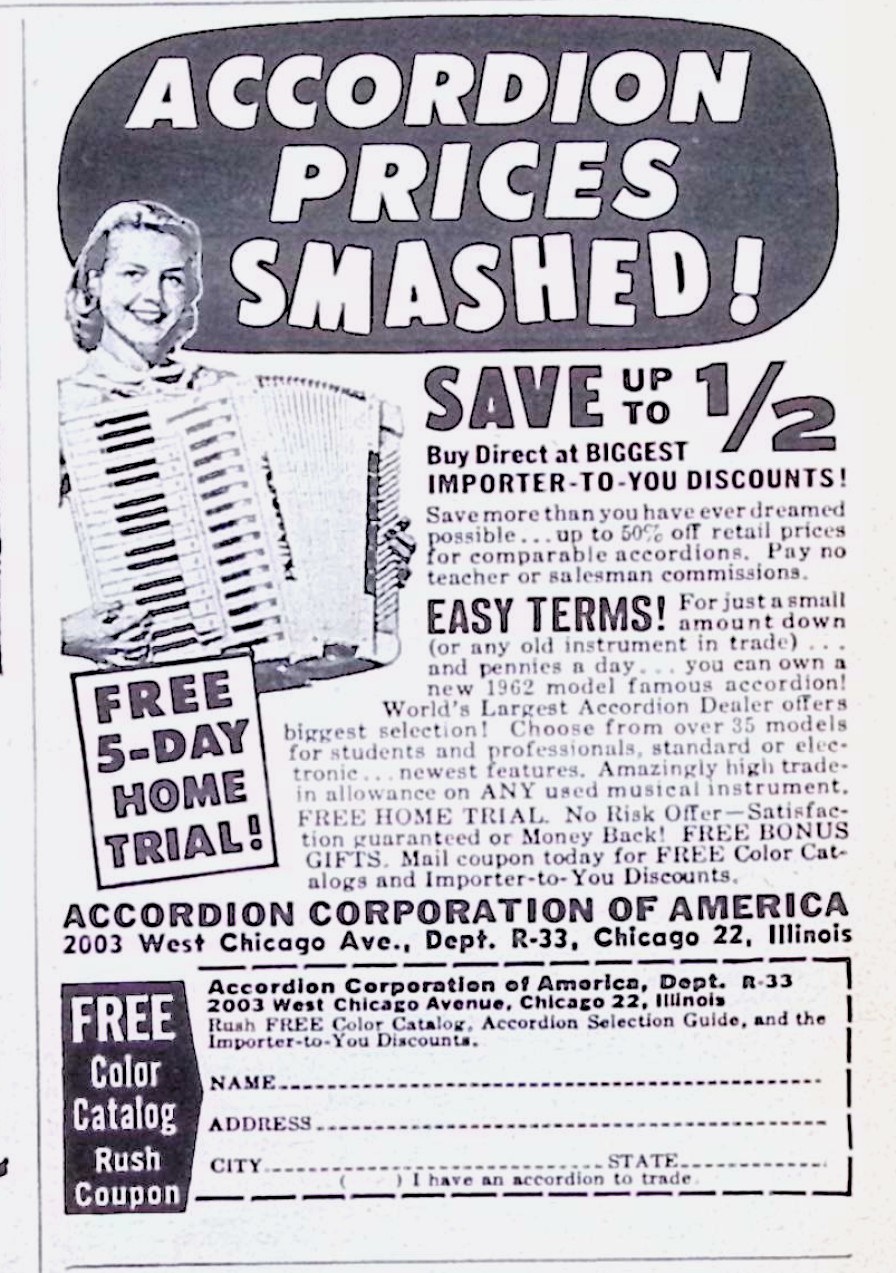 ACCORDION
PRICES
SMASHED!
SAVE UP TO 1/2
Buy Direct at BIGGEST
IMPORTER-TO-YOU DISCOUNTS!
Save more than you have ever dreamed
possible...up to 50% off retail prices
for comparable accordions. Pay no
teacher or salesman commissions.
EASY TERMS! For just a small
amount down
(or any old instrument in trade) ...
and pennies a day... you can own a
new 1962 model famous accordion!
World's Largest Accordion Dealer offers
biggest selection! Choose from over 35 models
for students and professionals, standard or elec-
tronic...newest features. Amazingly high trade-
in allowance on ANY used musical instrument.
FREE HOME TRIAL. No Risk Offer—Satisfac-
tion guaranteed or Money Back! FREE BONUS
GIFTS. Mail coupon today for FREE Color Cat-
alogs and Importer-to-You Discounts.
FREE
5-DAY
HOME
TRIAL!
ACCORDION CORPORATION OF AMERICA
2003 West Chicago Ave., Dept. R-33, Chicago 22, Illinois
FREE
Color
Catalog
Rush
Coupon
Accordion Corporation of America, Dept. R-33
2003 West Chicago Avenue, Chicago 22, Illinois
Rush FREE Color Catalog, Accordion Selection Guide, and the
Importer-to-You Discounts.
NAME
ADDRESS
CITY STATE
( ) I have an accordion to trade.